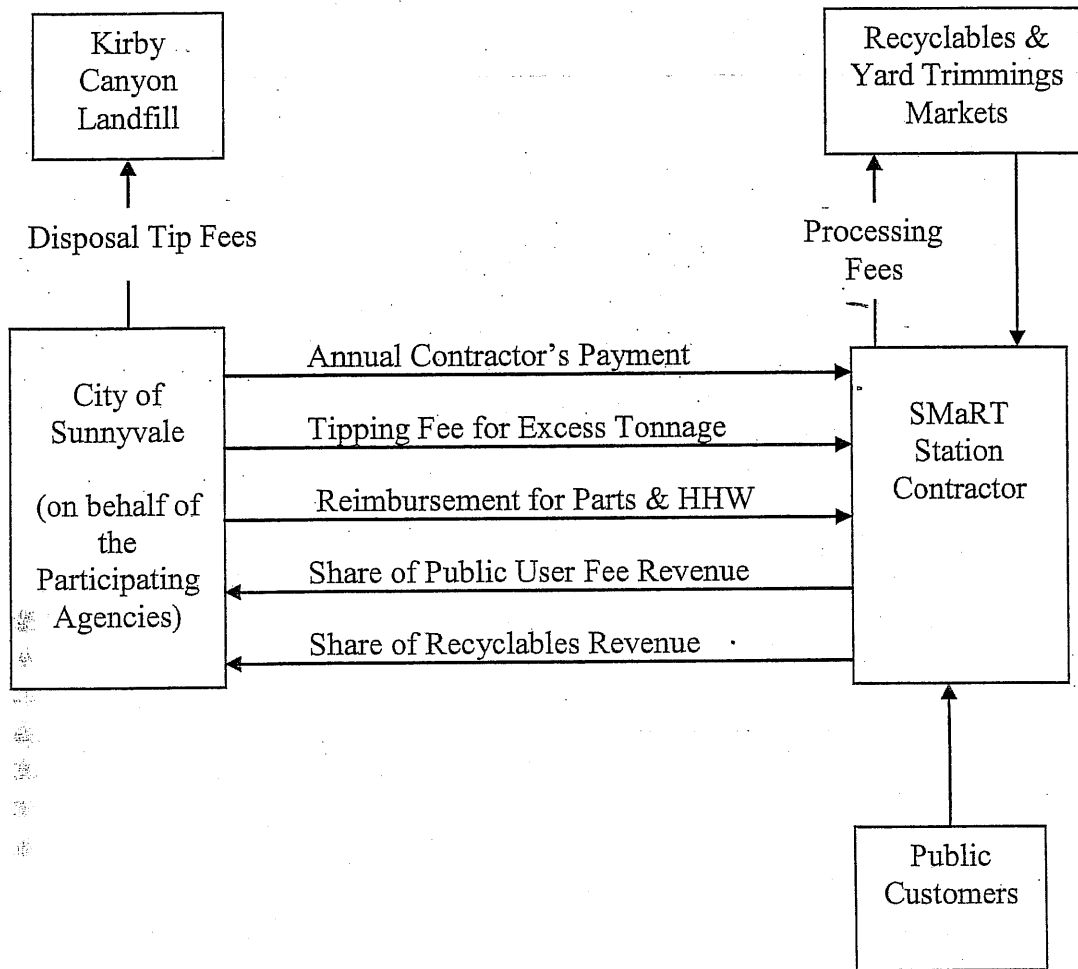 Kirby
Canyon
Landfill
Recyclables &
Yard Trimmings
Markets
Disposal Tip Fees
Processing
Fees
City of
Sunnyvale
(on behalf of
the
Participating
Agencies)
Annual Contractor's Payment
Tipping Fee for Excess Tonnage
Reimbursement for Parts & HHW
Share of Public User Fee Revenue
Share of Recyclables Revenue
SMaRT
Station
Contractor
Public
Customers